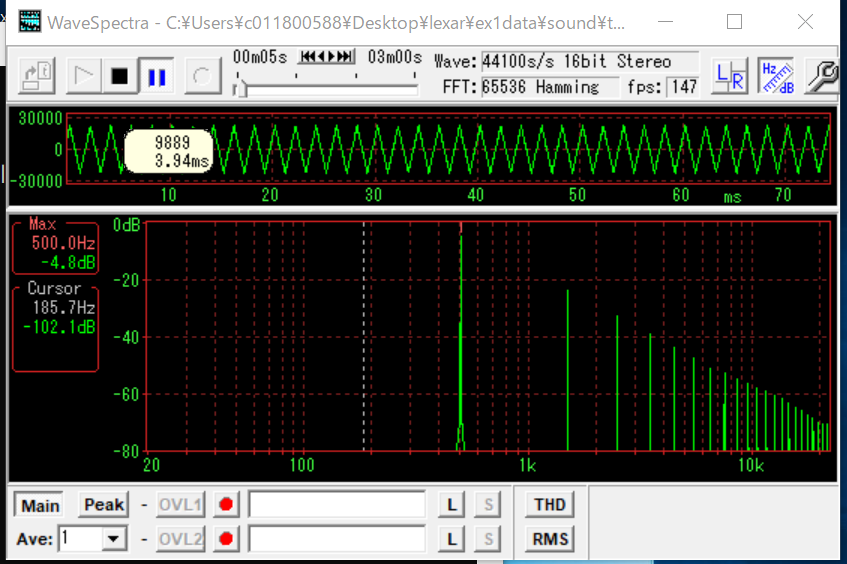 WaveSpectra - C:¥Users¥c011800588¥Desktop¥lexar¥ex1data¥sound¥t...
00m05s 03m00s
Wave: 44100s/s 16bit Stereo
FFT: 65536 Hamming fps: 147
L R
Hz dB
30000
0
-30000
9889
3.94ms
10 20 30 40 50 60 ms 70
Max
500.0Hz
-4.8dB
Cursor
185.7Hz
-102.1dB
0dB
-20
-40
-60
-80
20 100 1k 10k
Main Peak - OVL1 L S THD
Ave: 1 - OVL2 L S RMS